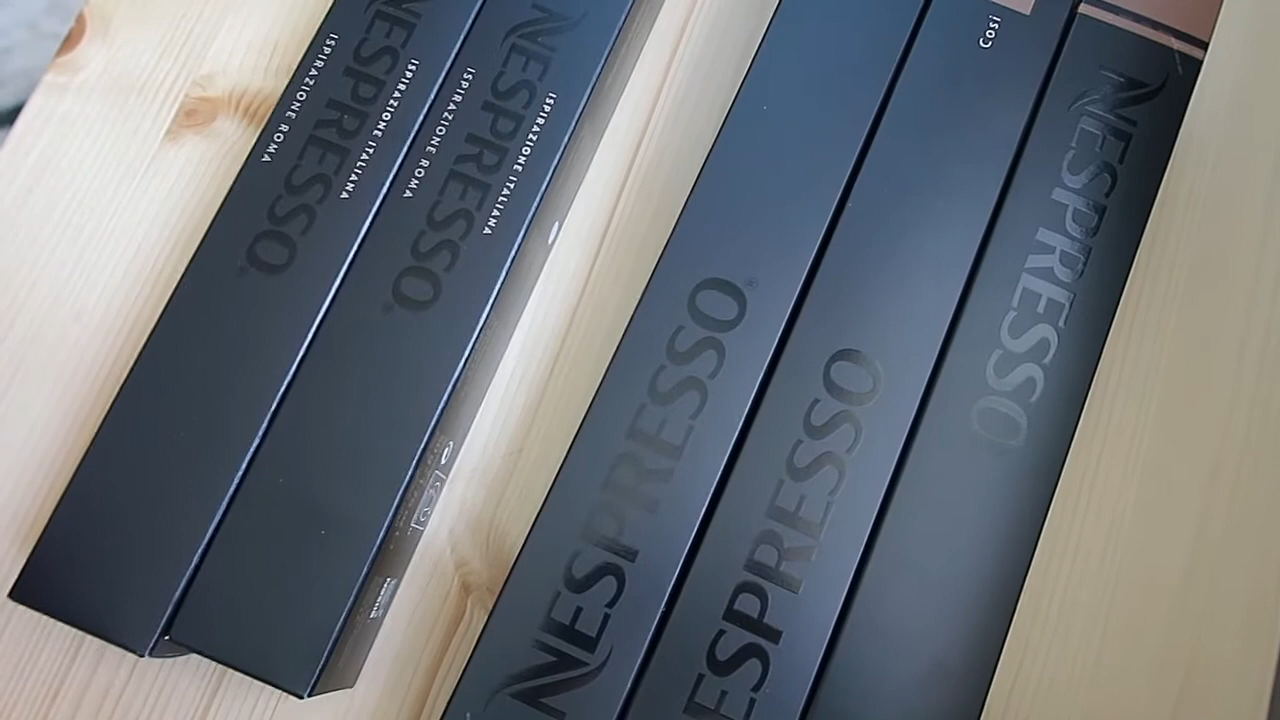 NESPRESSO
ISPIRAZIONE ROMA
ISPIRAZIONE ITALIANA
NESPRESSO
ISPIRAZIONE ROMA
ISPIRAZIONE ITALIANA
NESPRESSO®
ESPRESSO
Cosi
NESPRESSO